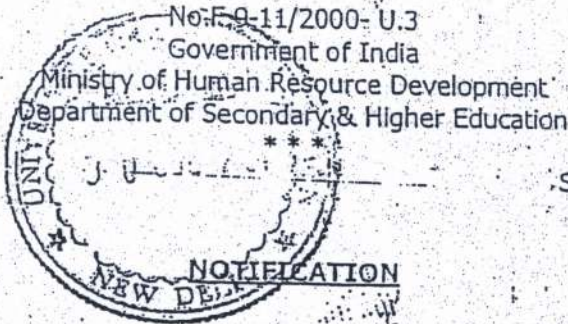 No.F.9-11/2000- U.3
Government of India
Ministry of Human Resource Development
Department of Secondary & Higher Education
* * *
S
NOTIFICATION
NEW